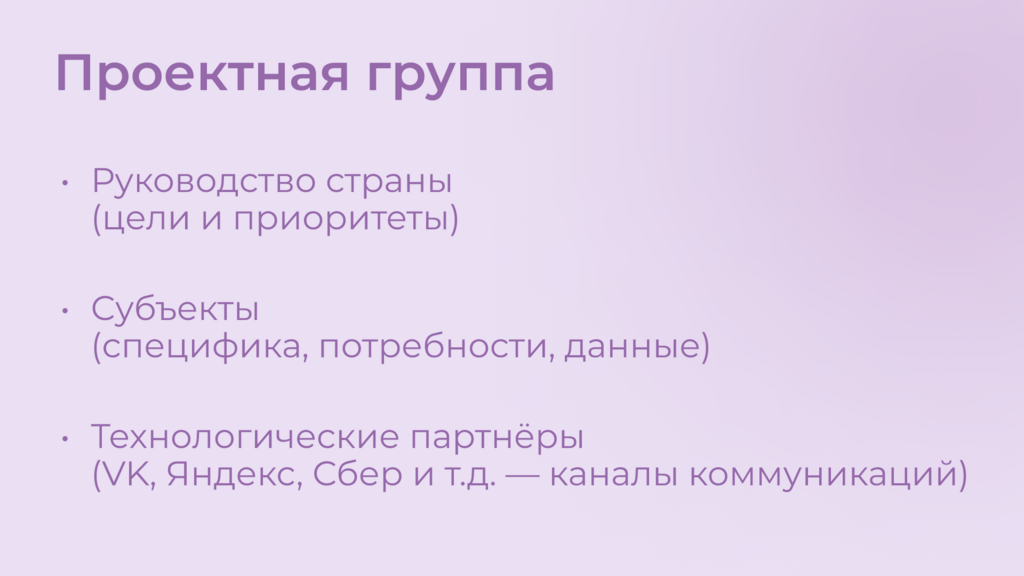 Проектная группа
• Руководство страны
(цели и приоритеты)
• Субъекты
(специфика, потребности, данные)
• Технологические партнёры
(VK, Яндекс, Сбер и т.д. — каналы коммуникаций)